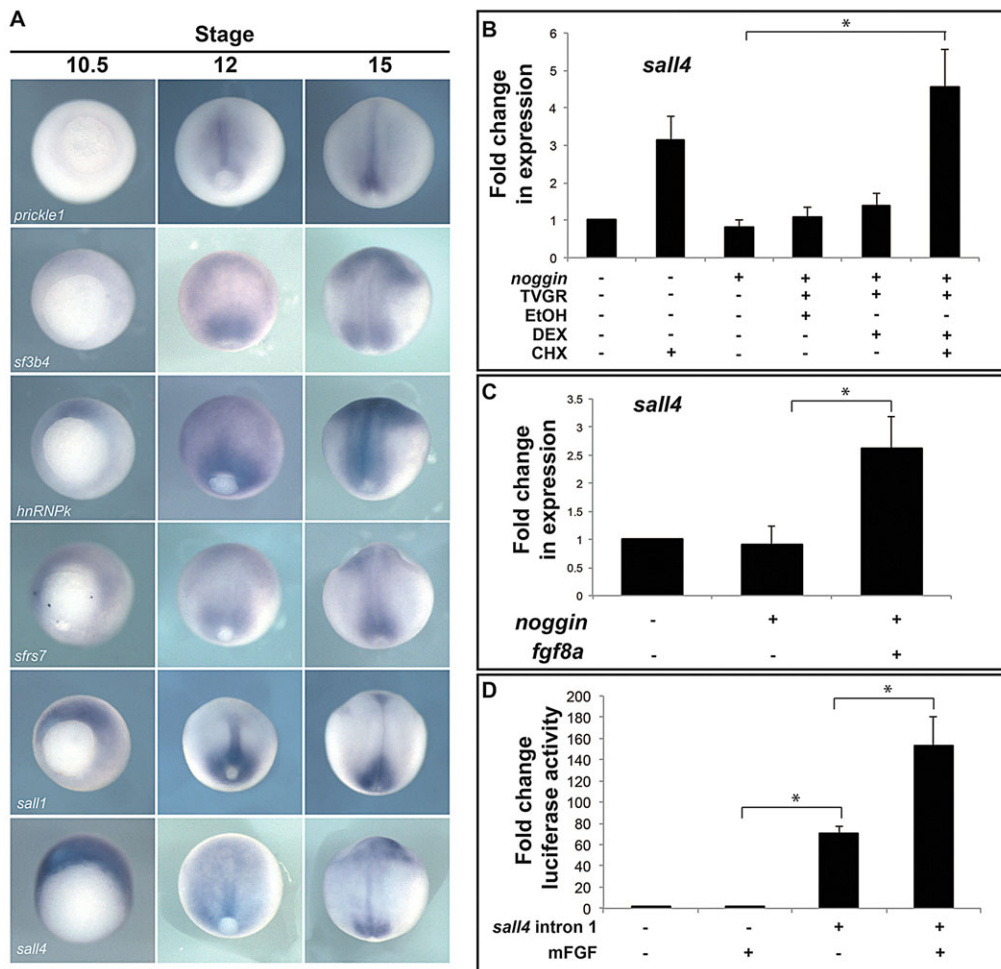 A
Stage
10.5 12 15
prickle1
sf3b4
hnRNPk
sfrs7
sall1
sall4
B
sall4
*
Fold change
in expression
6
5
4
3
2
1
0
noggin - - + + + +
TVGR - - - + + +
EtOH - - - + - -
DEX - - - - + +
CHX - + - - - +
C
sall4
*
Fold change
in expression
3.5
3
2.5
2
1.5
1
0.5
0
noggin - + +
fgf8a - - +
D
*
*
Fold change
luciferase activity
200
180
160
140
120
100
80
60
40
20
0
sall4 intron 1 - - + +
mFGF - + - +